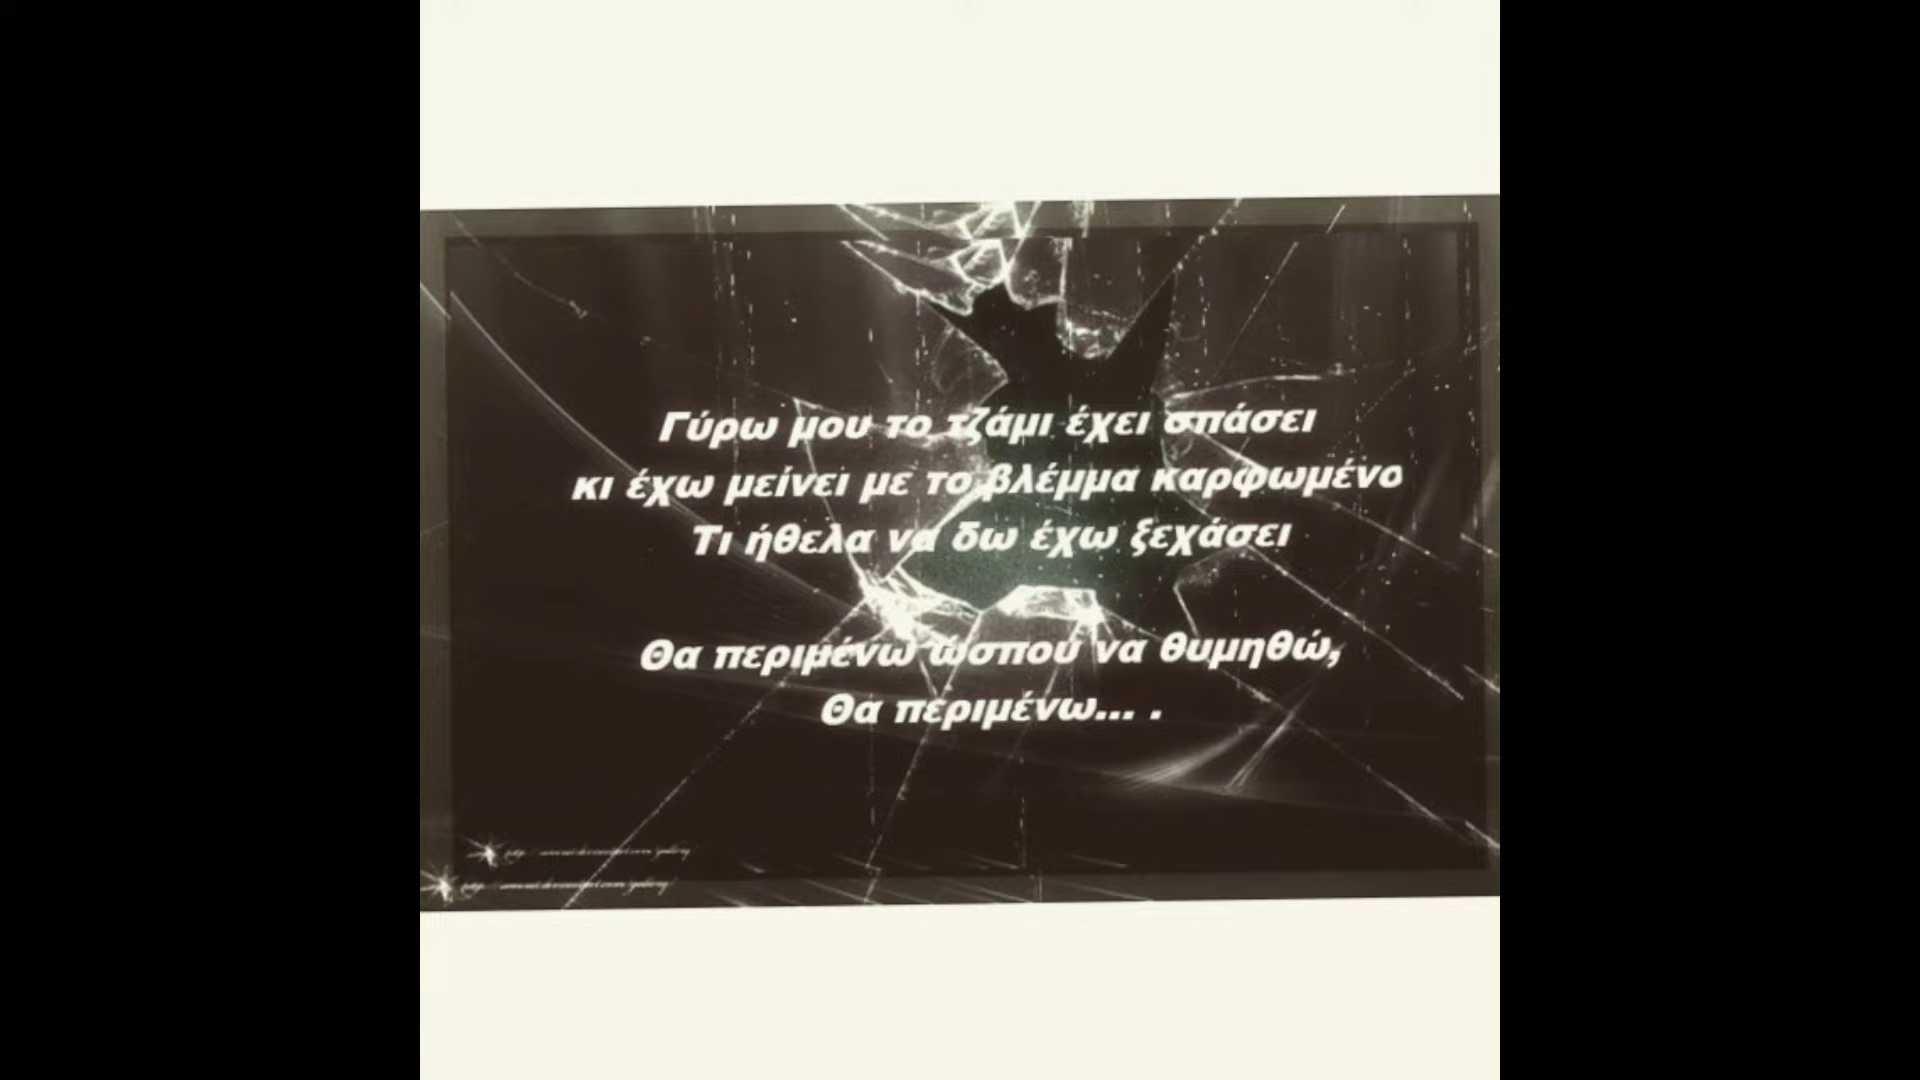 Γύρω μου το τζάμι έχει σπάσει
κι έχω μείνει με το βλέμμα καρφωμένο
Τι ήθελα να δω έχω ξεχάσει
Θα περιμένω ώσπου να θυμηθώ,
Θα περιμένω... .